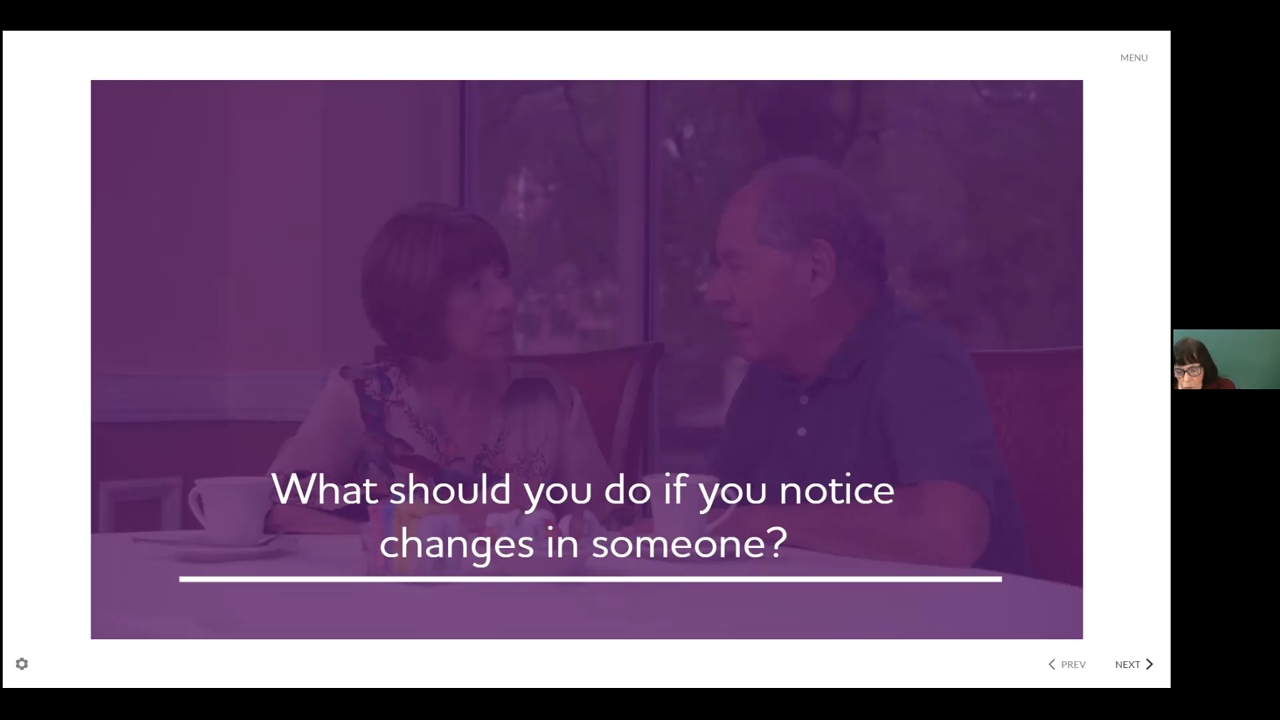 MENU
What should you do if you notice
changes in someone?
PREV
NEXT